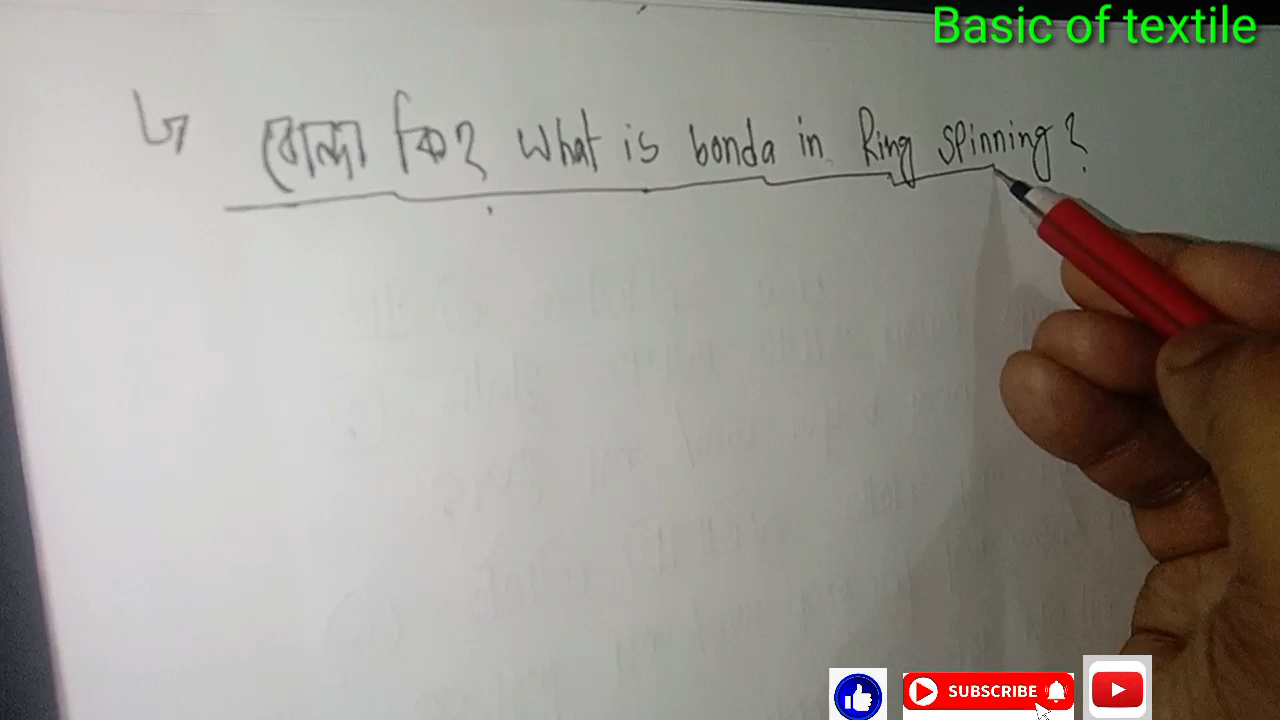 Basic of textile
বোন্দা কি? What is bonda in Ring spinning?
SUBSCRIBE